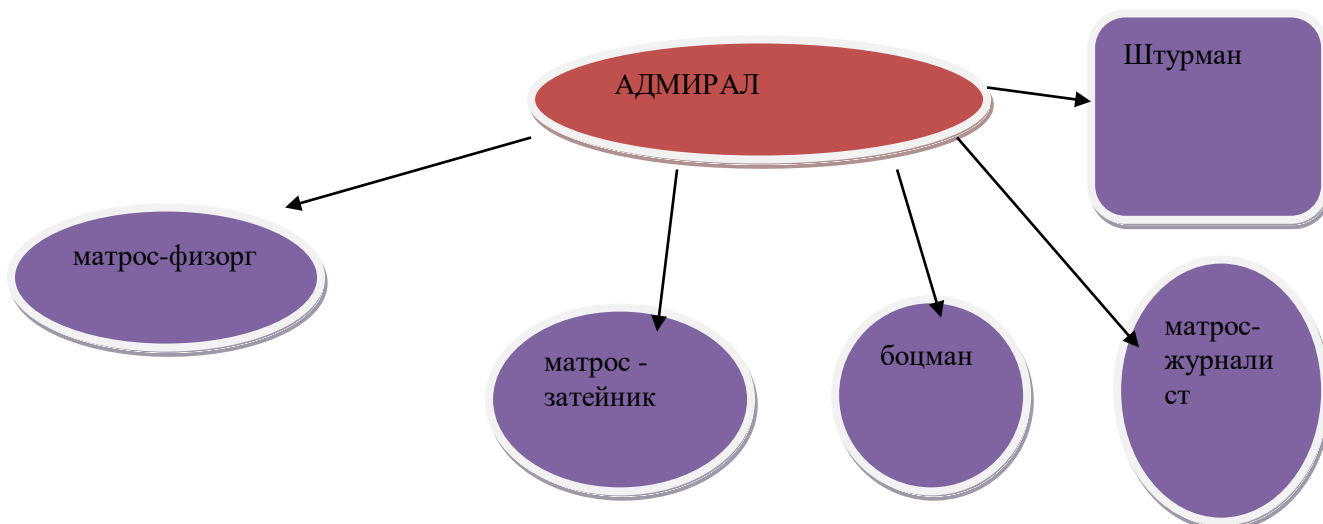 АДМИРАЛ
Штурман
матрос-физорг
матрос -
затейник
боцман
матрос-
журнали
ст